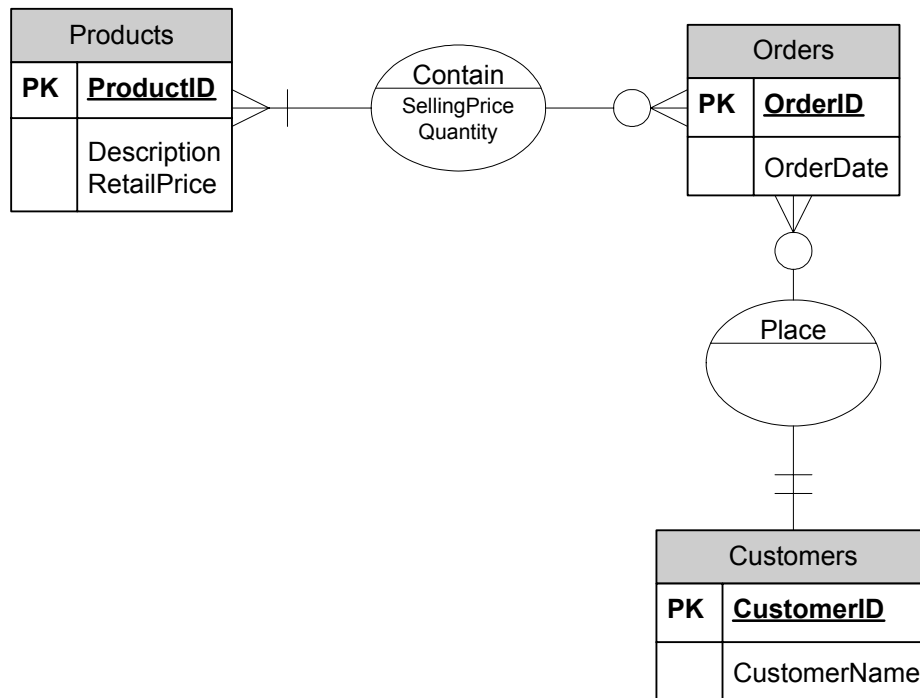 Products
PK ProductID
Description
RetailPrice
Contain
SellingPrice
Quantity
Orders
PK OrderID
OrderDate
Place
Customers
PK CustomerID
CustomerName